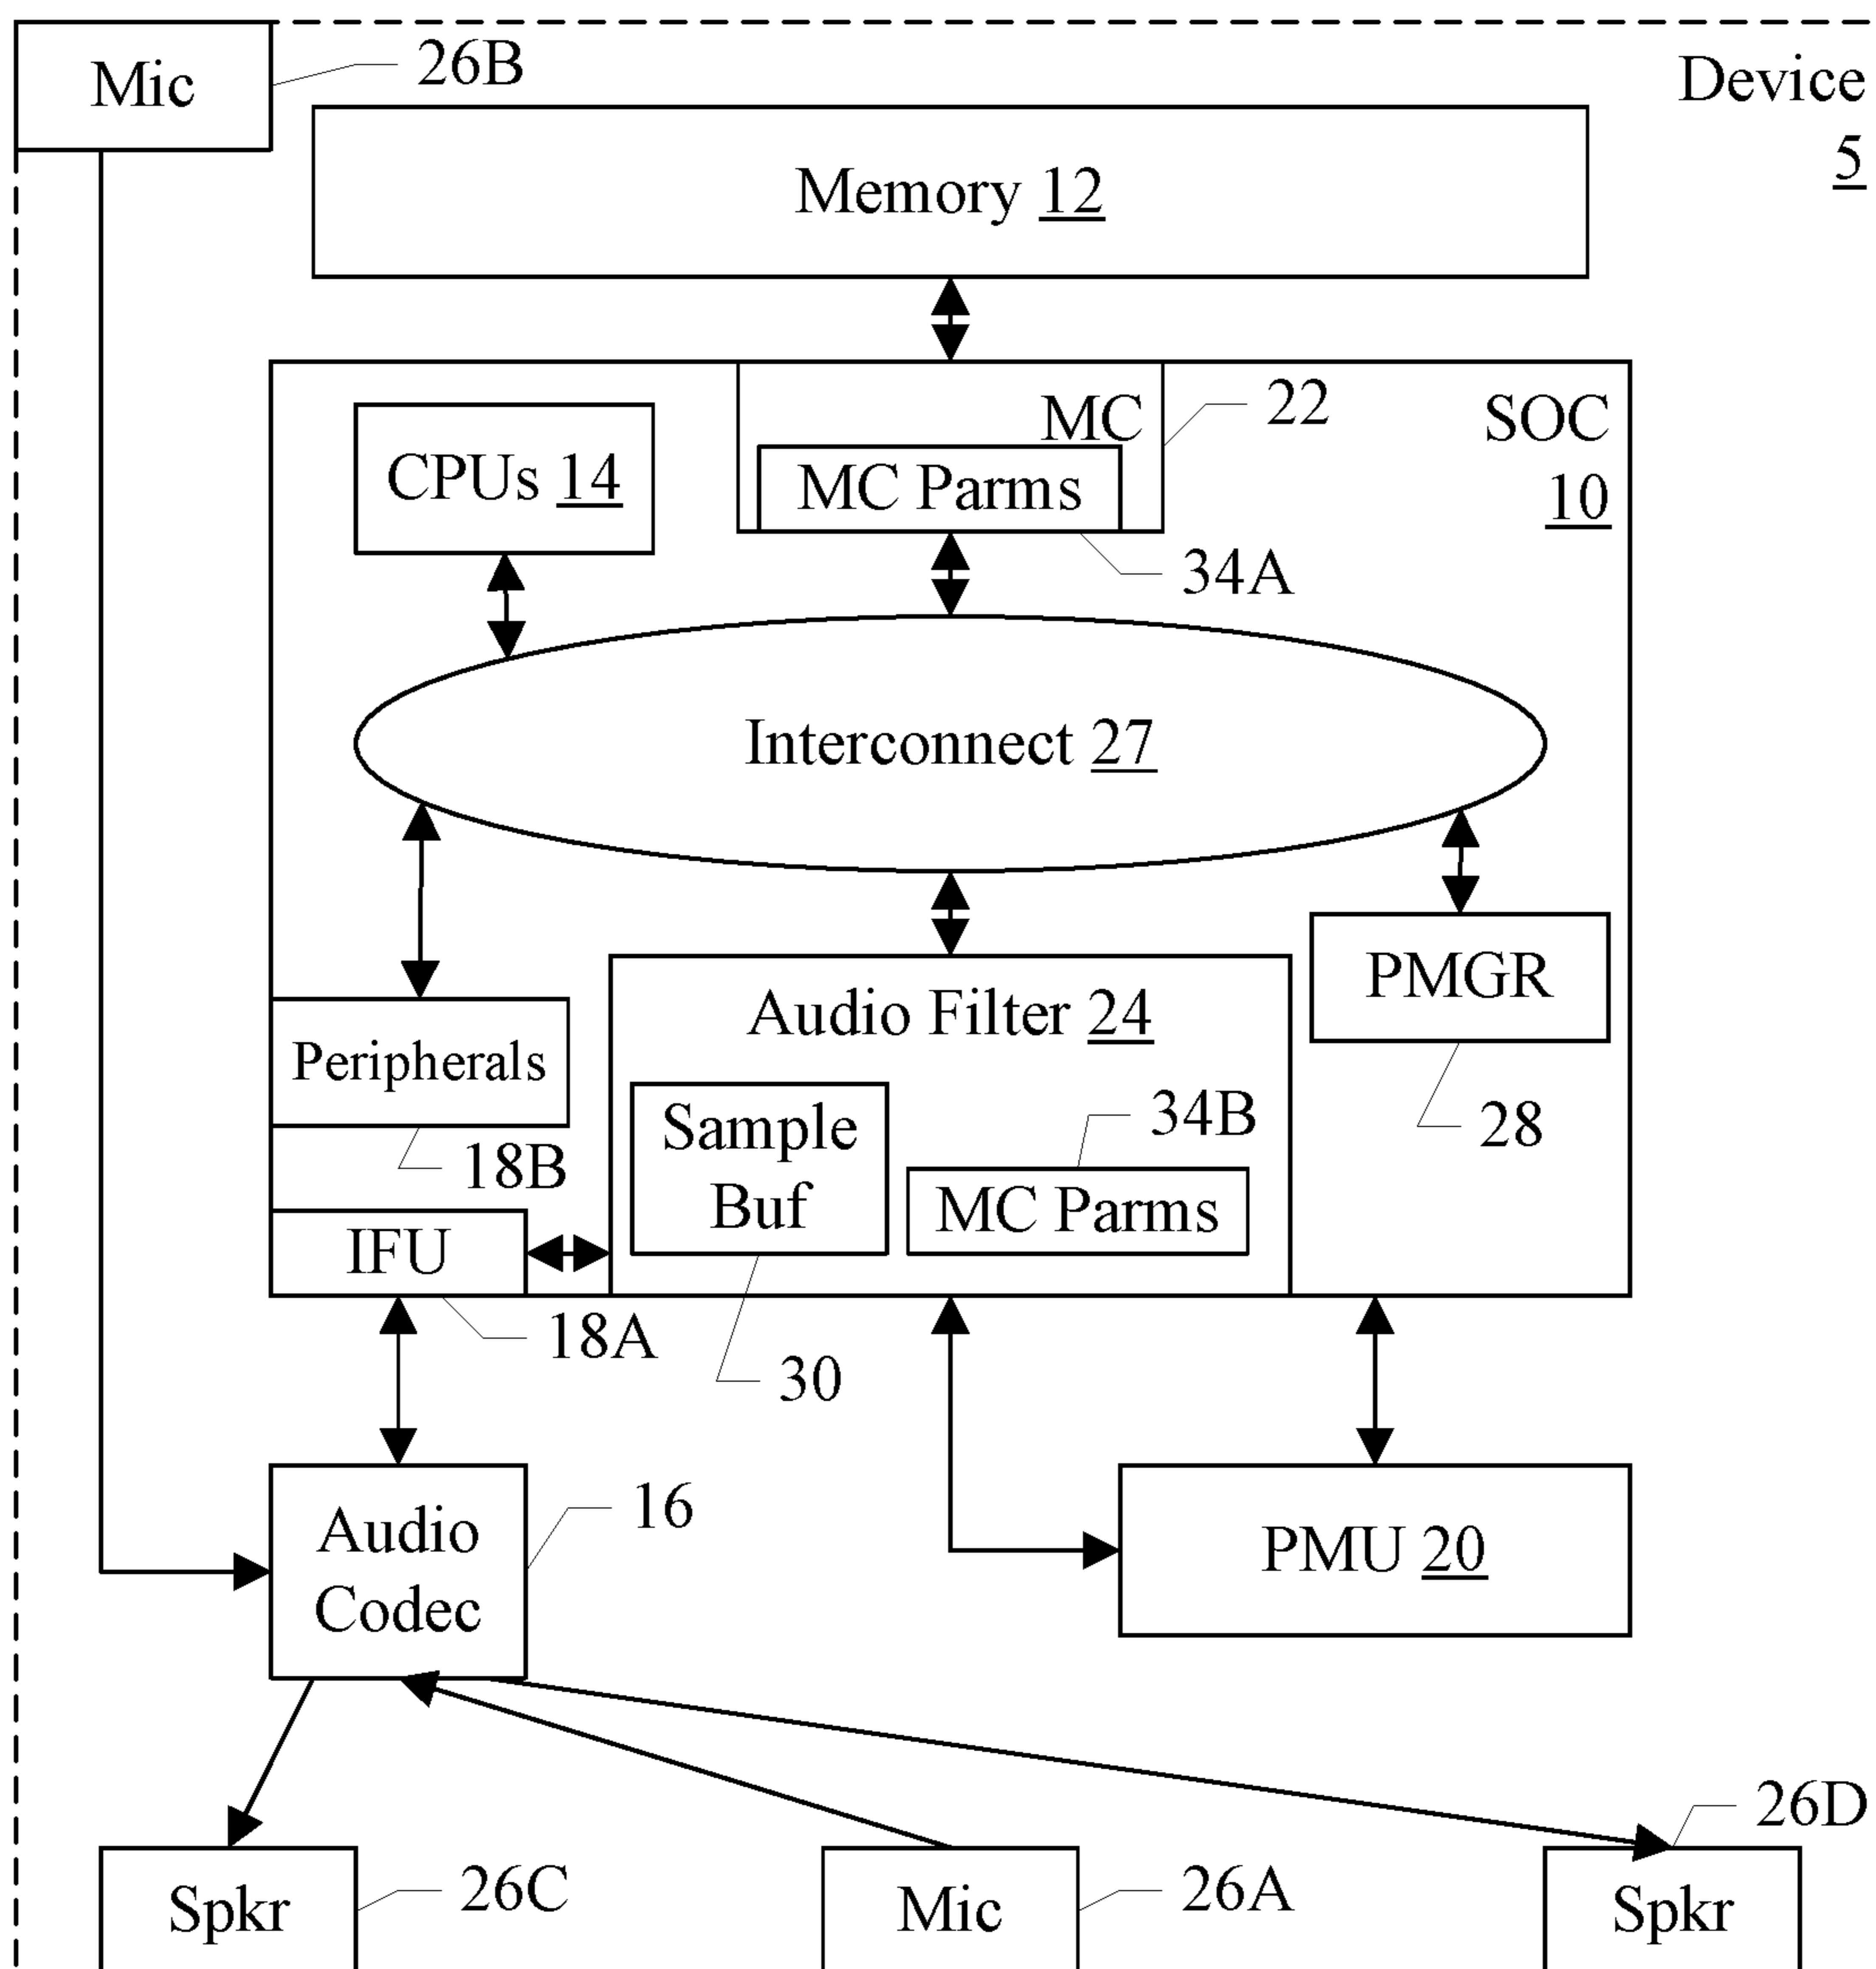 Mic
26B
Device
5
Memory 12
CPUs 14
MC
22
SOC
10
MC Parms
34A
Interconnect 27
PMGR
28
Audio Filter 24
Peripherals
18B
Sample
Buf
34B
MC Parms
IFU
18A
30
Audio
Codec
16
PMU 20
26D
Spkr
26C
Mic
26A
Spkr